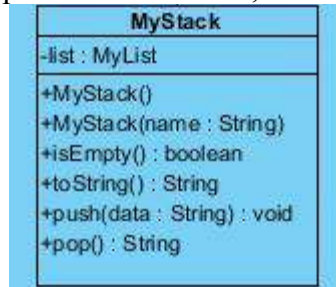 MyStack
-list : MyList
+MyStack()
+MyStack(name : String)
+isEmpty() : boolean
+toString() : String
+push(data : String) : void
+pop() : String